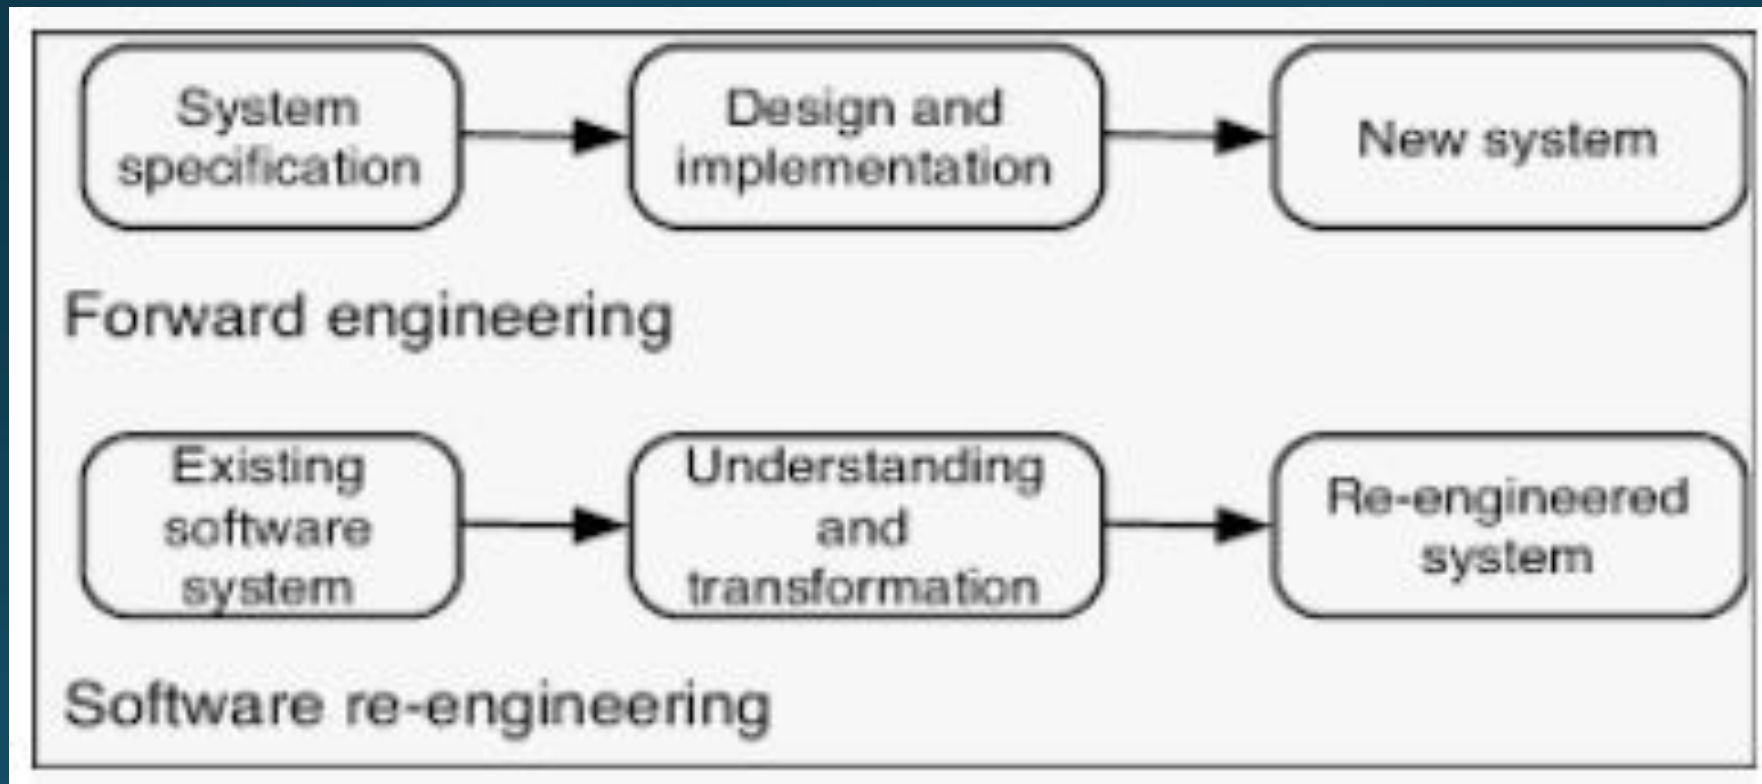 System
specification
Design and
implementation
New system
Forward engineering
Existing
software
system
Understanding
and
transformation
Re-engineered
system
Software re-engineering